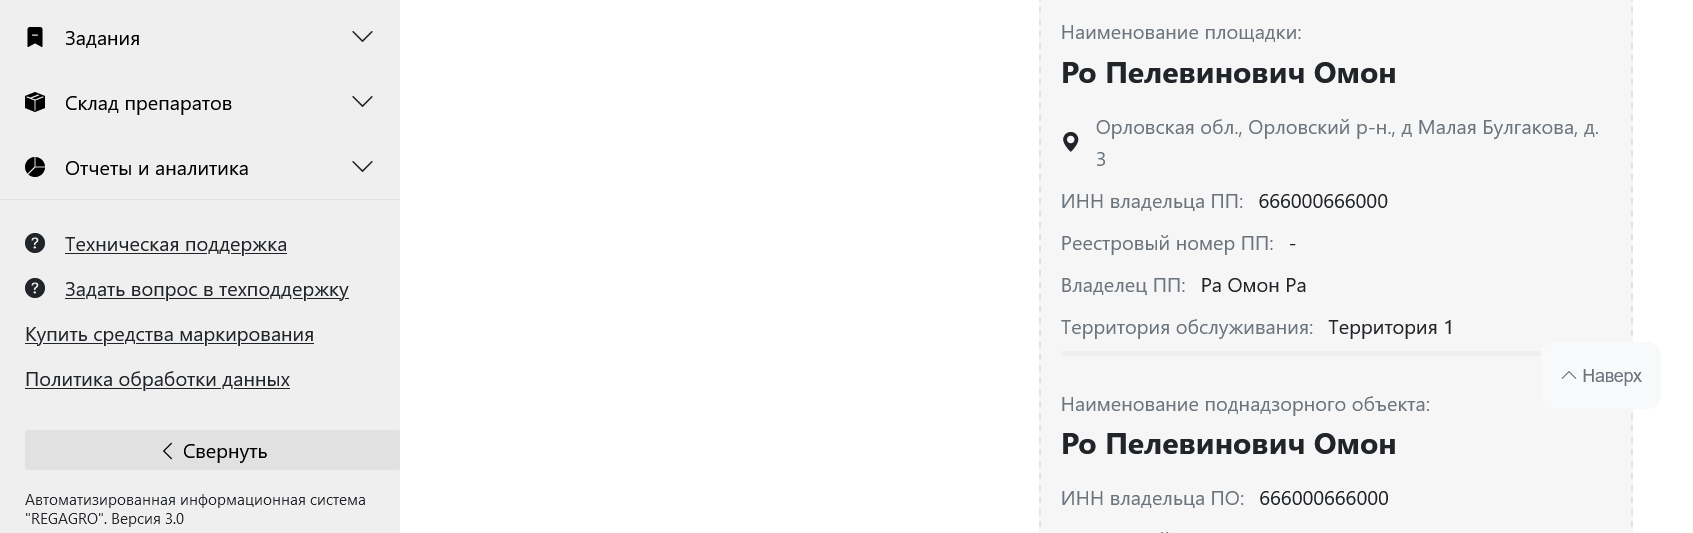 Задания
Склад препаратов
Отчеты и аналитика
Техническая поддержка
Задать вопрос в техподдержку
Купить средства маркирования
Политика обработки данных
Свернуть
Автоматизированная информационная система
"REGAGRO". Версия 3.0
Наименование площадки:
Ро Пелевинович Омон
Орловская обл., Орловский р-н., д Малая Булгакова, д.
3
ИНН владельца ПП: 666000666000
Реестровый номер ПП: -
Владелец ПП: Ра Омон Ра
Территория обслуживания: Территория 1
Наверх
Наименование поднадзорного объекта:
Ро Пелевинович Омон
ИНН владельца ПО: 666000666000